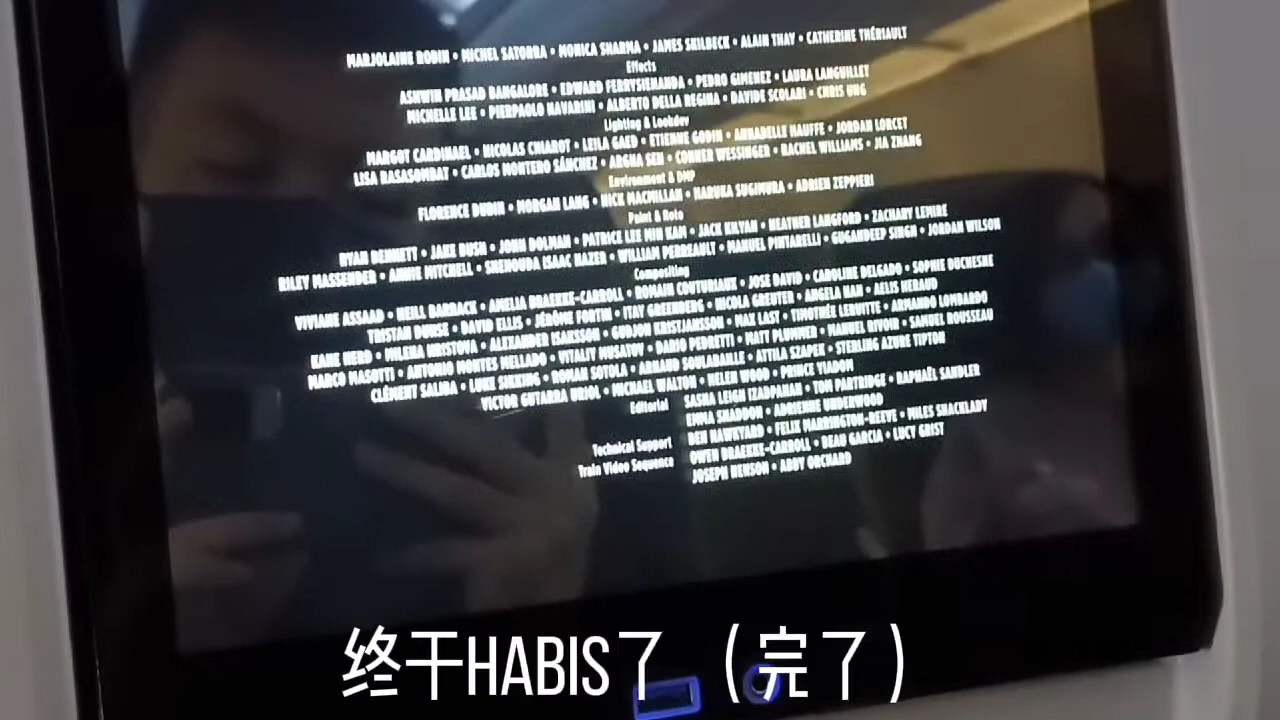 MARJOLAINE ROBIN • MICHEL SATORRA • MONICA SHARMA • JAMES SKILBECK • ALAIN THAY • CATHERINE THÉRIAULT
Effects
ASHWIN PRASAD BANGALORE • EDWARD FERRYSIENANDA • PEDRO GIMENEZ • LAURA LANGUILLET
MICHELLE LEE • PIERPAOLO NAVARINI • ALBERTO DELLA REGINA • DAVIDE SCOLARI • CHRIS UNG
Lighting & Lookdev
MARGOT CARDINAEL • NICOLAS CHIAROT • LEILA GAED • ETIENNE GODIN • ANNABELLE HAUFFE • JORDAN LORCET
LISA RASASOMBAT • CARLOS MONTERO SÁNCHEZ • ARGHA SEN • CONNER WESSINGER • RACHEL WILLIAMS • JIA ZHANG
Environment & DMP
FLORENCE DUBIN • MORGAN LANG • NICK MACMILLAN • HARUKA SUGIMURA • ADRIEN ZEPPIERI
Paint & Roto
RYAN BENNETT • JAKE BUSH • JOHN DOLMAN • PATRICE LEE MIN KAN • JACK KILYAN • HEATHER LANGFORD • ZACHARY LEMIRE
RILEY MASSENDER • ANNIE MITCHELL • SHENOUDA ISAAC NAZER • WILLIAM PERREAULT • MANUEL PINTARELLI • GUGANDEEP SINGH • JORDAN WILSON
Compositing
VIVIANE ASSAAD • NEILL BARRACK • AMELIA BRAEKKE-CARROLL • ROMAIN COUTURIAUX • JOSE DAVID • CAROLINE DELGADO • SOPHIE DUCHESNE
TRISTAN DUNSE • DAVID ELLIS • JÉRÔME FORTIN • ITAY GREENBERG • NICOLA GREUTER • ANGELA HAN • AELIS HERAUD
KANE HERD • MILENA HRISTOVA • ALEXANDER ISAKSSON • GUDJON KRISTJANSSON • MAX LAST • TIMOTHÉE LEBUITTE • ARMANDO LOMBARDO
MARCO MASOTTI • ANTONIO MONTES MELLADO • VITALIY MUSATOV • DARIO PEDRETTI • MATT PLUMMER • MANUEL RIVOIR • SAMUEL ROUSSEAU
CLÉMENT SALIBA • LUKE SIKKING • ROMAN SOTOLA • ARNAUD SOULARAILLE • ATTILA SZAPEK • STERLING AZURE TIPTON
VICTOR GUTARRA URIOL • MICHAEL WALTON • HELEN WOOD • PRINCE YIADOM
Editorial SASHA LEIGH IZADPANAH • TOM PARTRIDGE • RAPHAËL SANDLER
EMMA SHADDON • ADRIENNE UNDERWOOD
Technical Support BEN HAWKYARD • FELIX MARRINGTON-REEVE • MILES SHACKLADY
Train Video Sequence OWEN BRAEKKE-CARROLL • BEAU GARCIA • LUCY GRIST
JOSEPH HENSON • ABBY ORCHARD
终于HABIS了 (完了)